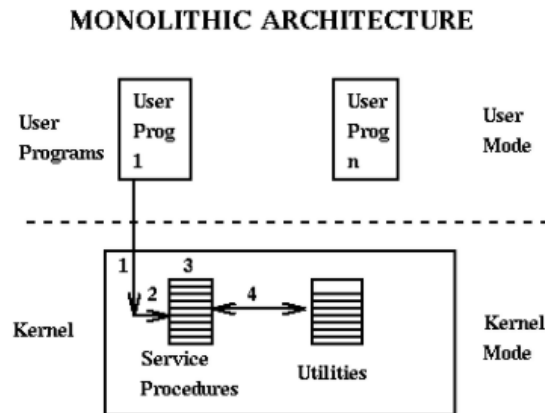 MONOLITHIC ARCHITECTURE
User
Programs
User
Prog
1
User
Prog
n
User
Mode
1
2
3
4
Kernel
Service
Procedures
Utilities
Kernel
Mode